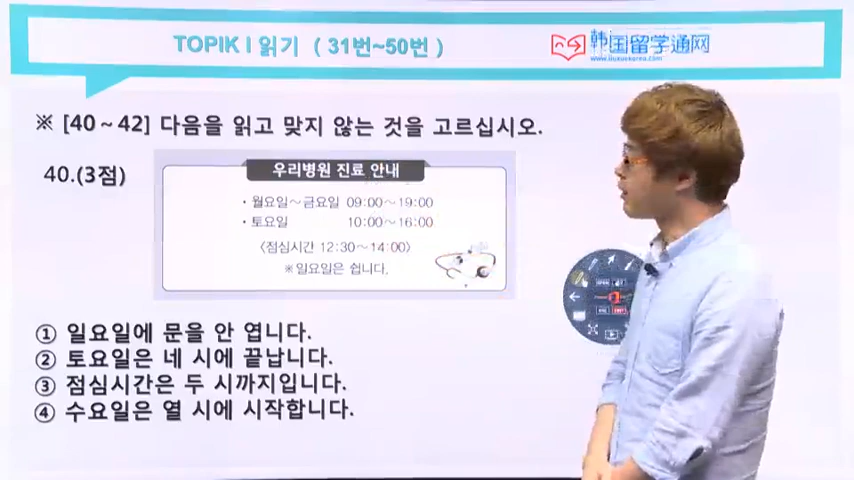 TOPIK I 읽기 ( 31번~50번 )
韩国留学通网
※ [40～42] 다음을 읽고 맞지 않는 것을 고르십시오.
40.(3점)
우리병원 진료 안내
· 월요일～금요일 09:00～19:00
· 토요일 10:00～16:00
<점심시간 12:30～14:00>
※일요일은 쉽니다.
① 일요일에 문을 안 엽니다.
② 토요일은 네 시에 끝납니다.
③ 점심시간은 두 시까지입니다.
④ 수요일은 열 시에 시작합니다.